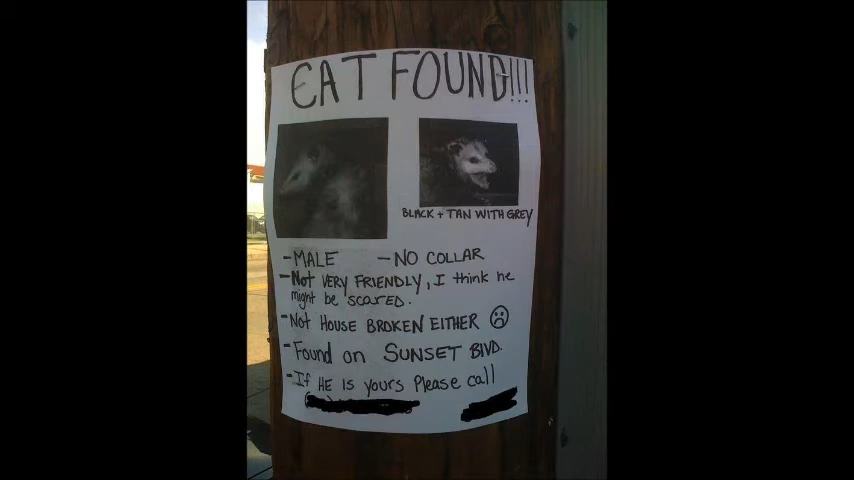 CAT FOUND!!!
BLACK + TAN WITH GREY
- MALE - NO COLLAR
- Not VERY FRIENDLY, I think he
might be scared.
- Not HOUSE BROKEN EITHER
- Found on SUNSET BLVD.
- If HE is yours Please call